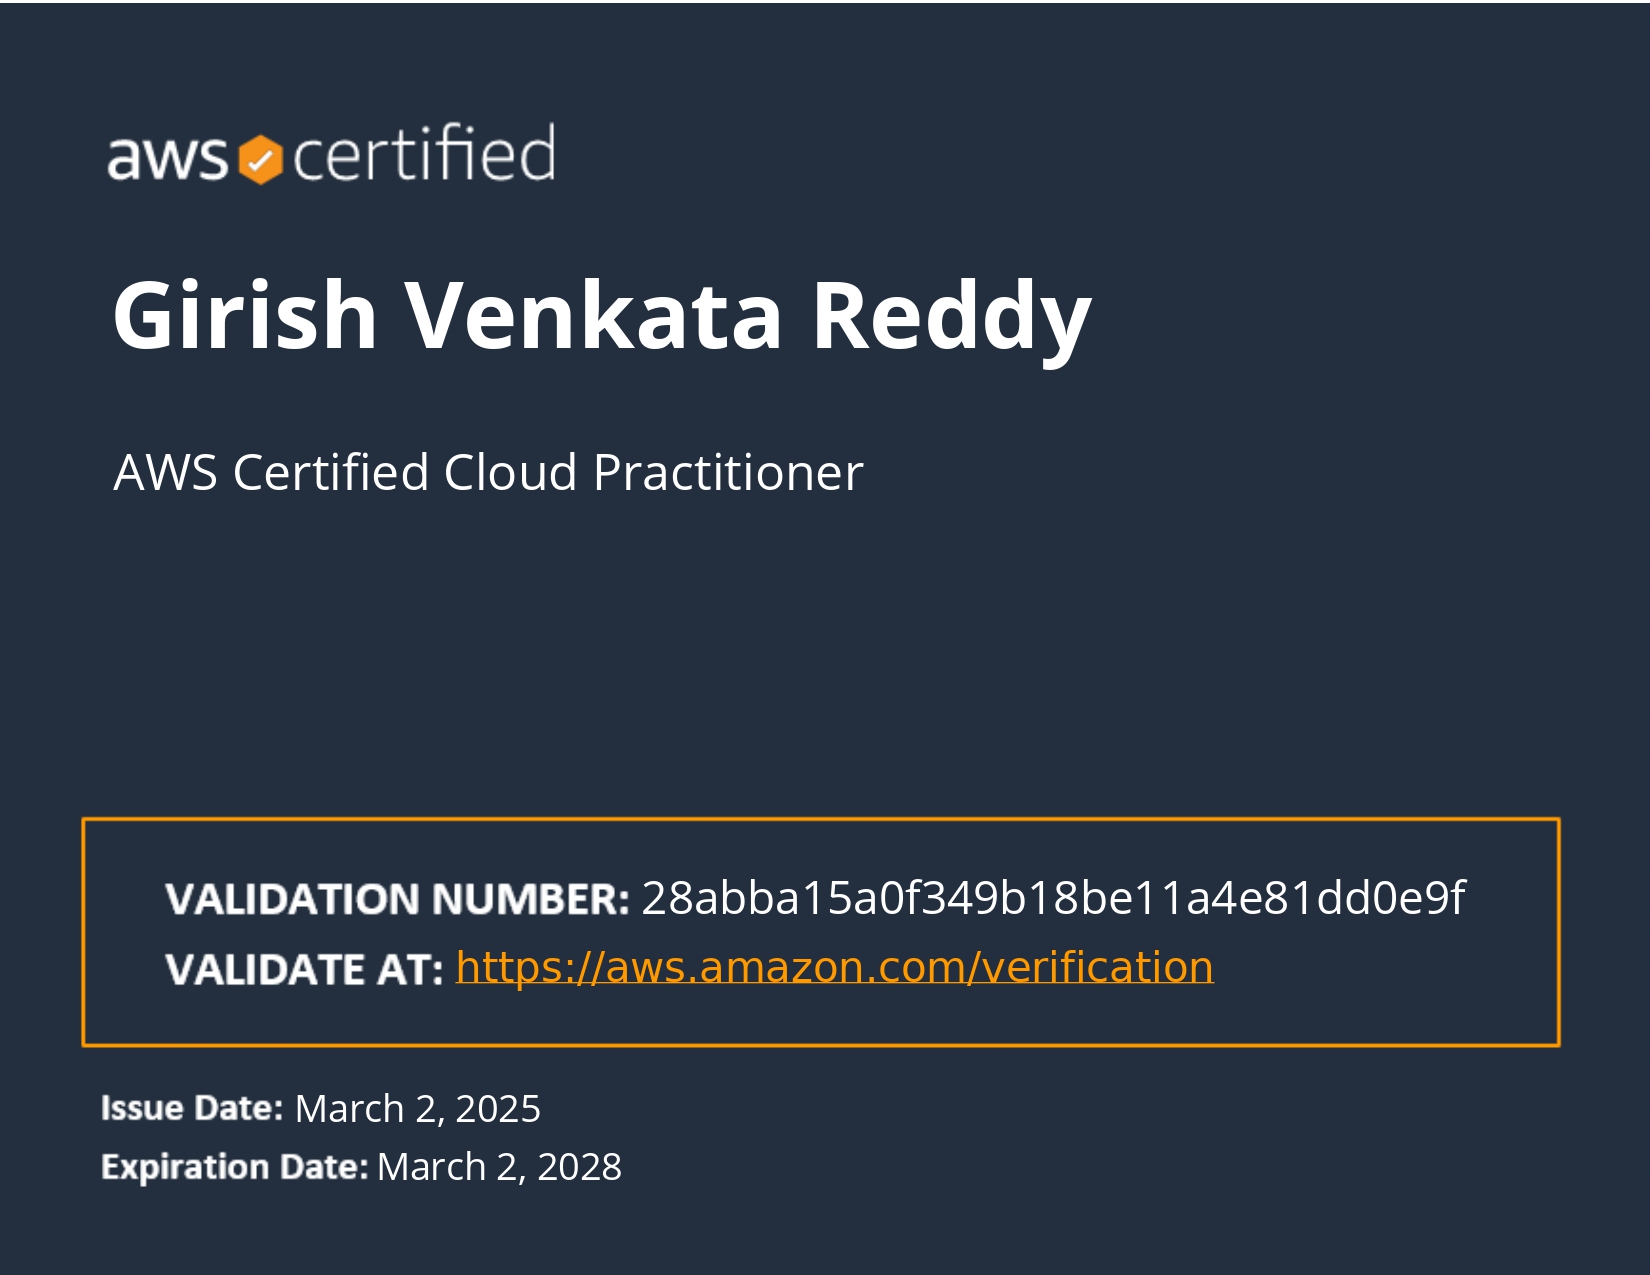 aws certified
Girish Venkata Reddy
AWS Certified Cloud Practitioner
VALIDATION NUMBER: 28abba15a0f349b18be11a4e81dd0e9f
VALIDATE AT: https://aws.amazon.com/verification
Issue Date: March 2, 2025
Expiration Date: March 2, 2028